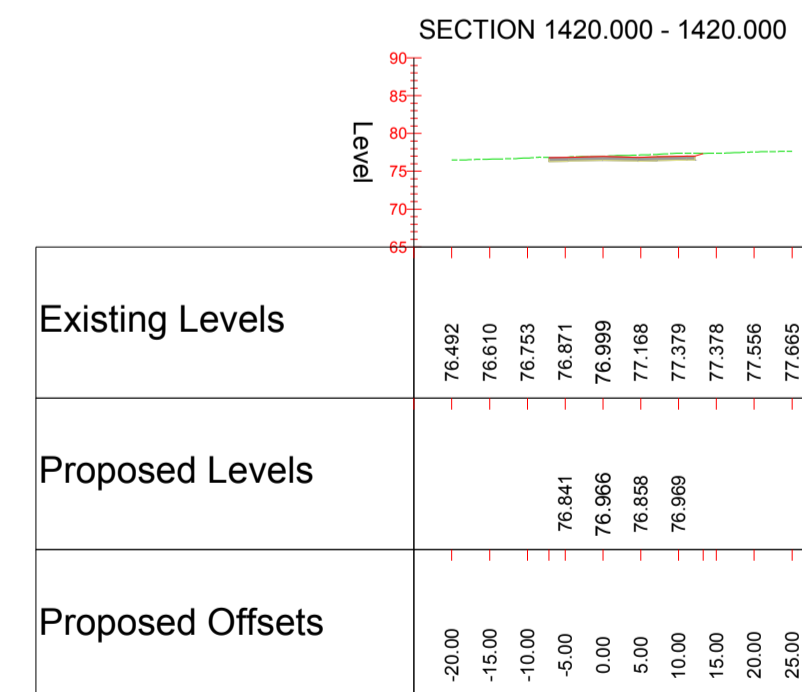 SECTION 1420.000 - 1420.000
Level
90
85
80
75
70
65
Existing Levels
76.492 76.610 76.753 76.871 76.999 77.168 77.379 77.378 77.556 77.665
Proposed Levels
76.841 76.966 76.858 76.969
Proposed Offsets
-20.00 -15.00 -10.00 -5.00 0.00 5.00 10.00 15.00 20.00 25.00